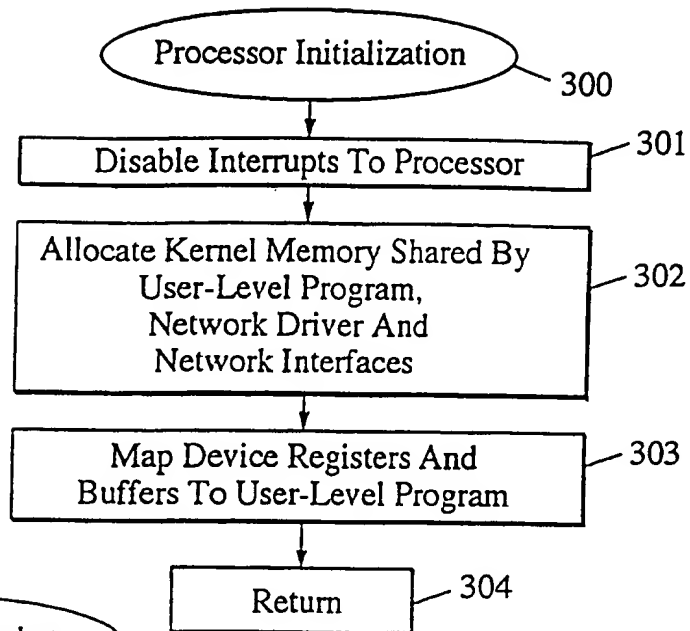 Processor Initialization
300
Disable Interrupts To Processor
301
Allocate Kernel Memory Shared By
User-Level Program,
Network Driver And
Network Interfaces
302
Map Device Registers And
Buffers To User-Level Program
303
Return
304